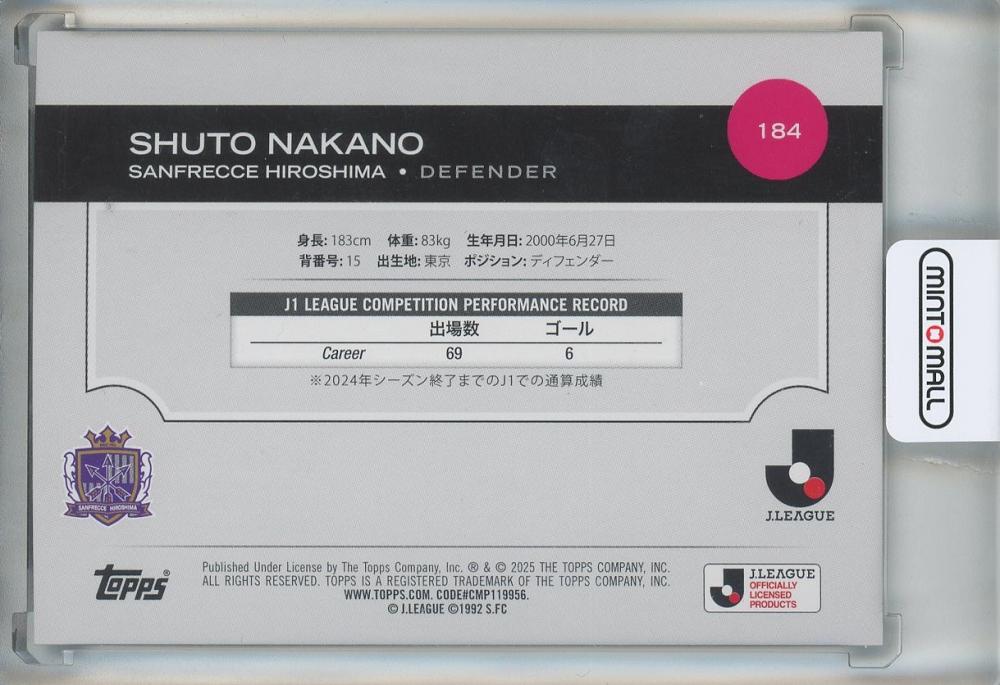 SHUTO NAKANO
SANFRECCE HIROSHIMA • DEFENDER
184
身長: 183cm 体重: 83kg 生年月日: 2000年6月27日
背番号: 15 出生地: 東京 ポジション: ディフェンダー
J1 LEAGUE COMPETITION PERFORMANCE RECORD
出場数 ゴール
Career 69 6
※2024年シーズン終了までのJ1での通算成績
MINTOMALL
SANFRECCE HIROSHIMA
J.LEAGUE
Topps®
Published Under License by The Topps Company, Inc. ® & © 2025 THE TOPPS COMPANY, INC.
ALL RIGHTS RESERVED. TOPPS IS A REGISTERED TRADEMARK OF THE TOPPS COMPANY, INC.
WWW.TOPPS.COM. CODE#CMP119956.
© J.LEAGUE ©1992 S.FC
J.LEAGUE
OFFICIALLY
LICENSED
PRODUCTS